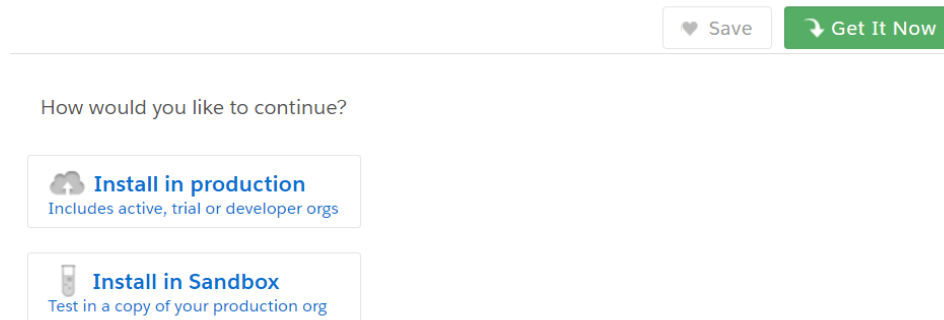 Save
Get It Now
How would you like to continue?
Install in production
Includes active, trial or developer orgs
Install in Sandbox
Test in a copy of your production org